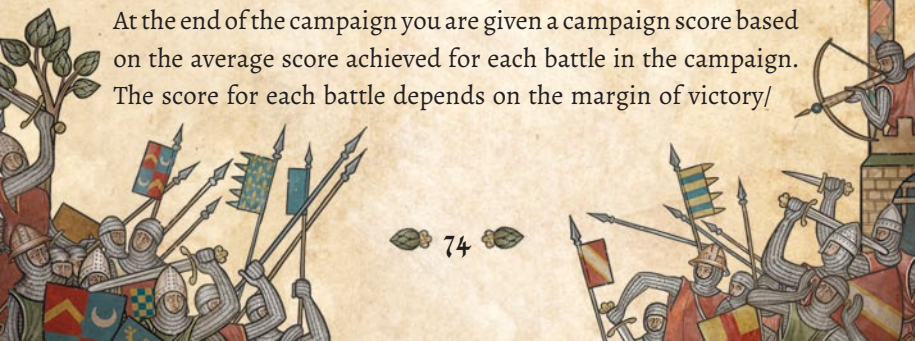 At the end of the campaign you are given a campaign score based
on the average score achieved for each battle in the campaign.
The score for each battle depends on the margin of victory/
74